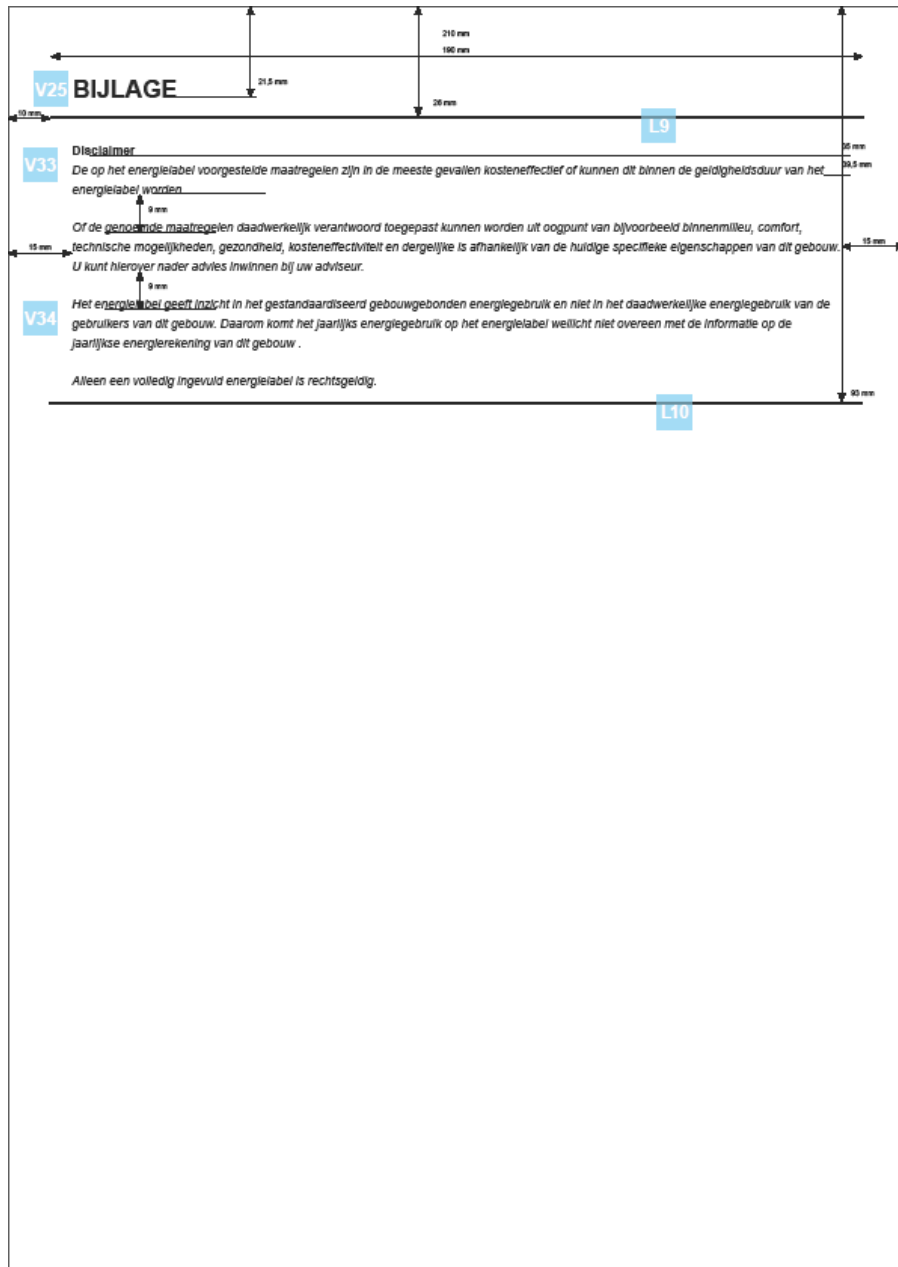 210 mm
190 mm
V25 BIJLAGE
21,5 mm
26 mm
10 mm
L9
Disclaimer
35 mm
V33
De op het energielabel voorgestelde maatregelen zijn in de meeste gevallen kosteneffectief of kunnen dit binnen de geldigheidsduur van het
39,5 mm
energielabel worden
9 mm
Of de genoemde maatregelen daadwerkelijk verantwoord toegepast kunnen worden uit oogpunt van bijvoorbeeld binnenmilieu, comfort,
technische mogelijkheden, gezondheid, kosteneffectiviteit en dergelijke is afhankelijk van de huidige specifieke eigenschappen van dit gebouw.
15 mm
15 mm
U kunt hierover nader advies inwinnen bij uw adviseur.
9 mm
Het energielabel geeft inzicht in het gestandaardiseerd gebouwgebonden energiegebruik en niet in het daadwerkelijke energiegebruik van de
V34
gebruikers van dit gebouw. Daarom komt het jaarlijks energiegebruik op het energielabel wellicht niet overeen met de informatie op de
jaarlijkse energierekening van dit gebouw .
Alleen een volledig ingevuld energielabel is rechtsgeldig.
93 mm
L10